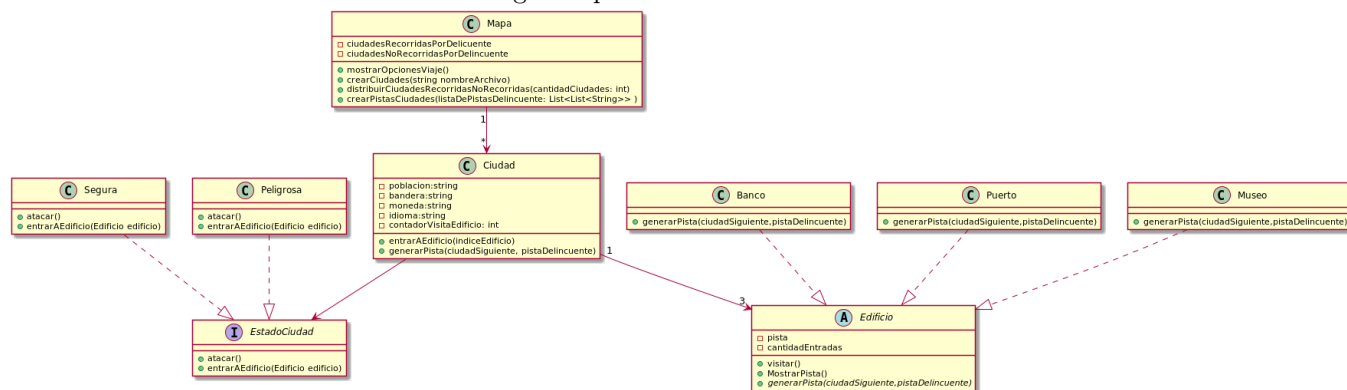 C Mapa
ciudadesRecorridasPorDelicuente
ciudadesNoRecorridasPorDelincuente
mostrarOpcionesViaje()
crearCiudades(string nombreArchivo)
distribuirCiudadesRecorridasNoRecorridas(cantidadCiudades: int)
crearPistasCiudades(listaDePistasDelincuente: List<List<String>> )
1
*
C Segura
atacar()
entrarAEdificio(Edificio edificio)
C Peligrosa
atacar()
entrarAEdificio(Edificio edificio)
C Ciudad
poblacion:string
bandera:string
moneda:string
idioma:string
contadorVisitaEdificio: int
entrarAEdificio(indiceEdificio)
generarPista(ciudadSiguiente, pistaDelincuente)
C Banco
generarPista(ciudadSiguiente,pistaDelincuente)
C Puerto
generarPista(ciudadSiguiente,pistaDelincuente)
C Museo
generarPista(ciudadSiguiente,pistaDelincuente)
1
3
I EstadoCiudad
atacar()
entrarAEdificio(Edificio edificio)
A Edificio
pista
cantidadEntradas
visitar()
MostrarPista()
generarPista(ciudadSiguiente,pistaDelincuente)